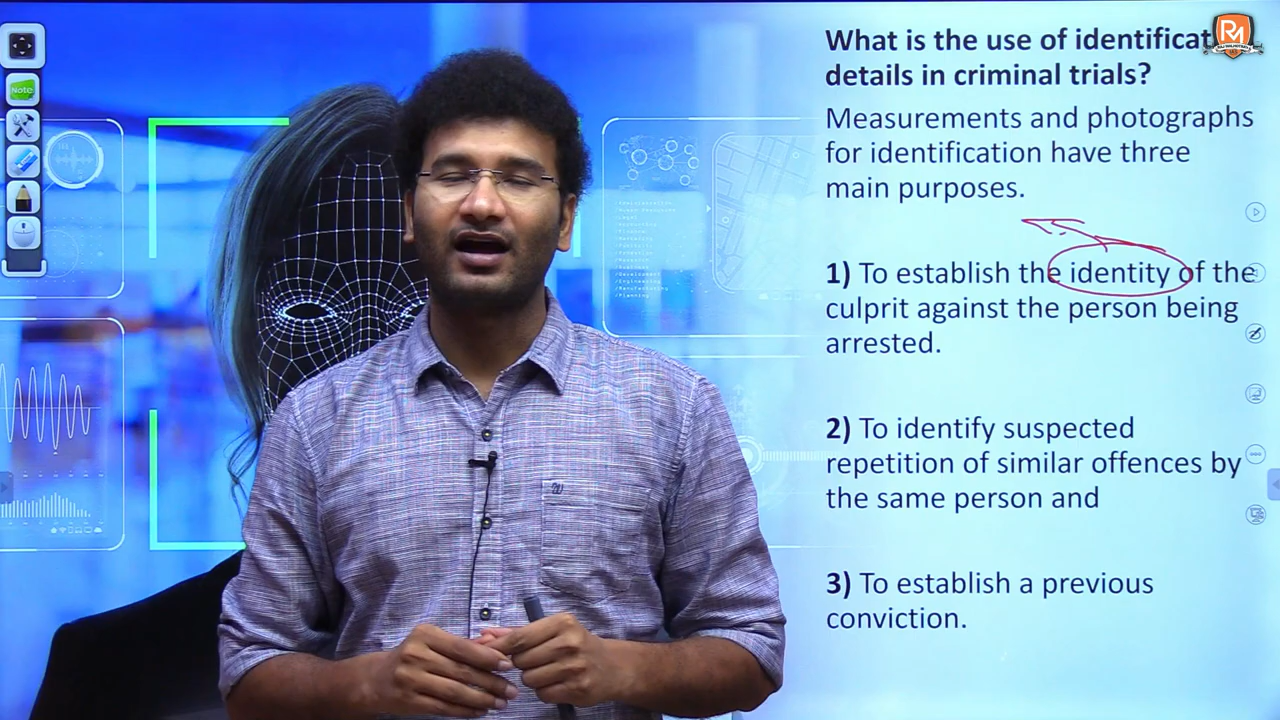 What is the use of identificat
details in criminal trials?
Measurements and photographs
for identification have three
main purposes.
1) To establish the identity of the
culprit against the person being
arrested.
2) To identify suspected
repetition of similar offences by
the same person and
3) To establish a previous
conviction.
Note
RM